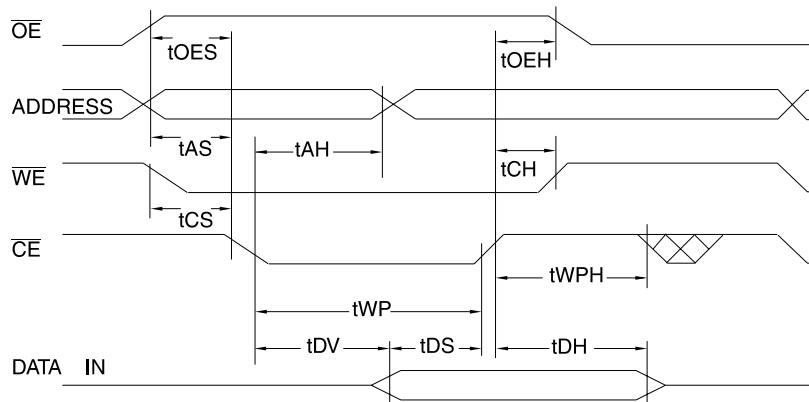 OE
tOES
tOEH
ADDRESS
tAS
tAH
tCH
WE
tCS
CE
tWPH
tWP
tDV
tDS
tDH
DATA IN